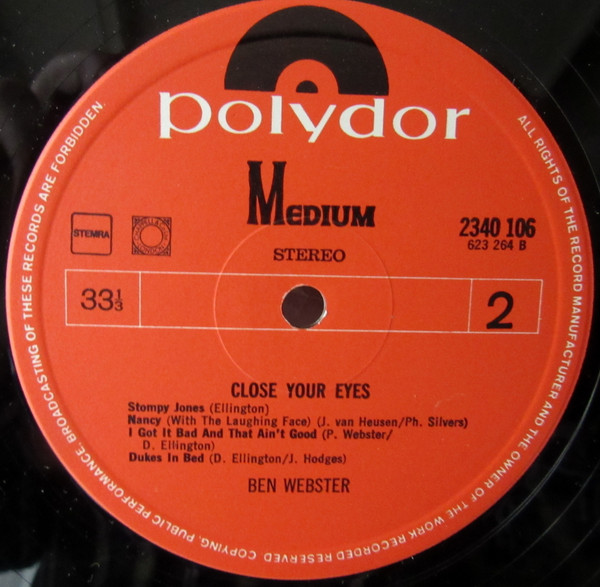 polydor
MEDIUM
STEMRA
2340 106
623 264 B
STEREO
33⅓
2
CLOSE YOUR EYES
Stompy Jones (Ellington)
Nancy (With The Laughing Face) (J. van Heusen/Ph. Silvers)
I Got It Bad And That Ain't Good (P. Webster/
D. Ellington)
Dukes In Bed (D. Ellington/J. Hodges)
BEN WEBSTER
ALL RIGHTS OF THE RECORD MANUFACTURER AND THE OWNER OF THE WORK RECORDED RESERVED COPYING, PUBLIC PERFORMANCE, BROADCASTING OF THESE RECORDS ARE FORBIDDEN.